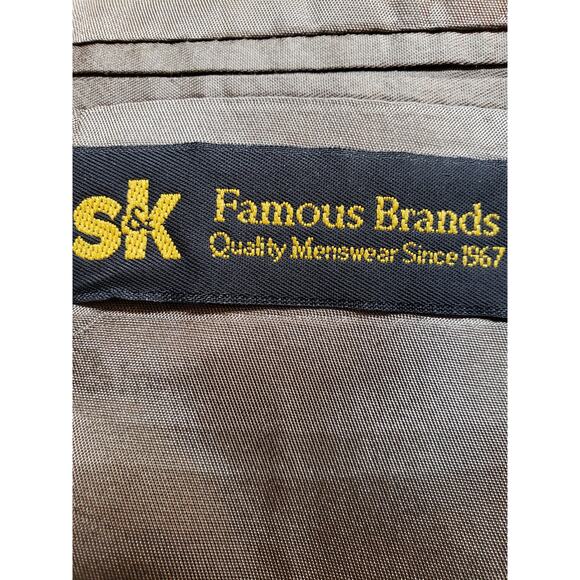 s&k
Famous Brands
Quality Menswear Since 1967